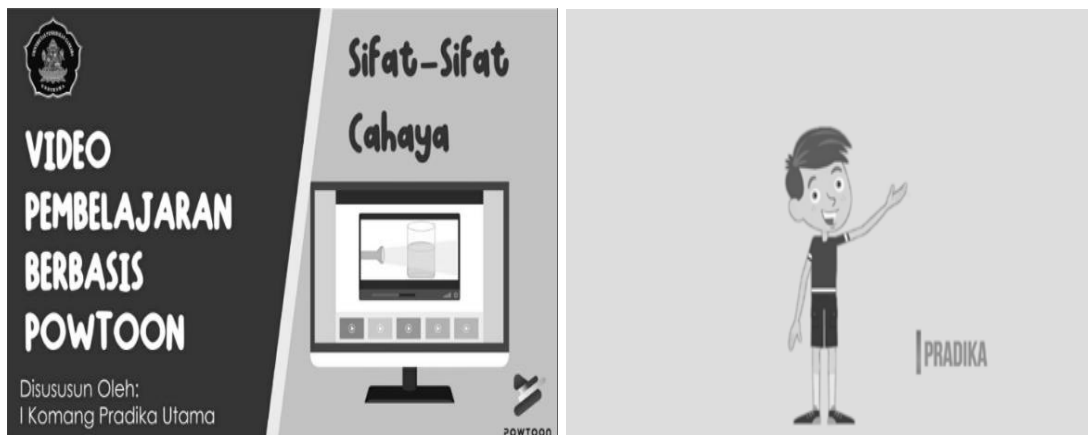 VIDEO
PEMBELAJARAN
BERBASIS
POWTOON
Disususun Oleh:
I Komang Pradika Utama
Sifat-Sifat
Cahaya
POWTOON
PRADIKA